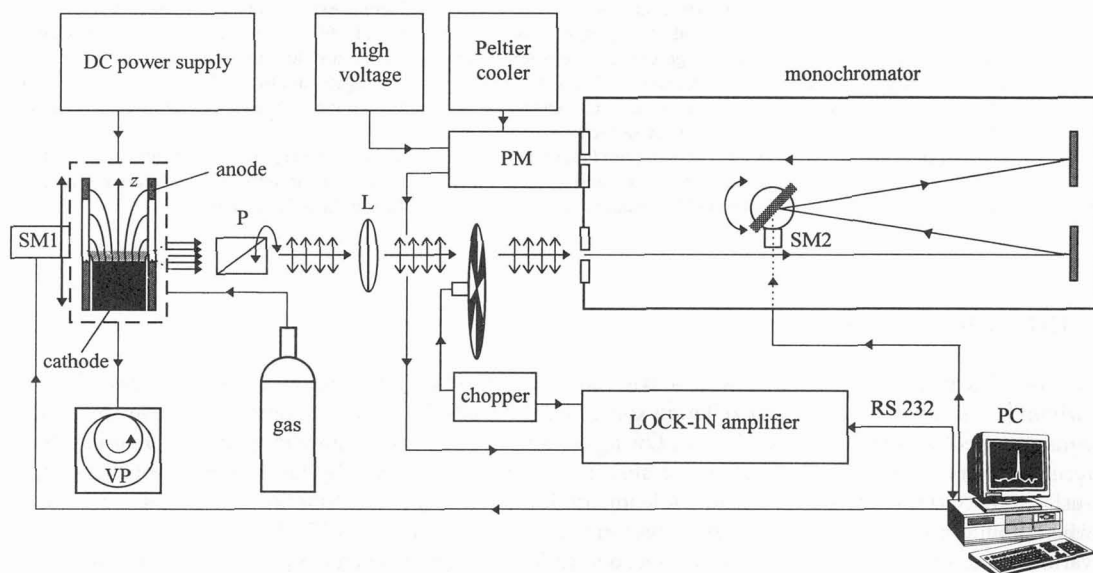 DC power supply
high
voltage
Peltier
cooler
monochromator
PM
anode
z
P
L
SM1
SM2
cathode
gas
chopper
LOCK-IN amplifier
RS 232
PC
VP